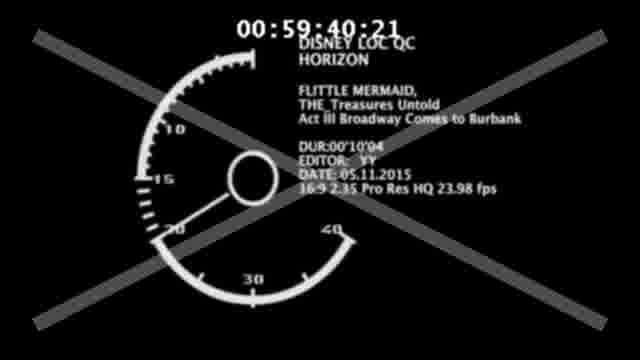 00:59:40:21
DISNEY LOC QC
HORIZON
FLITTLE MERMAID,
THE_Treasures Untold
Act III Broadway Comes to Burbank
DUR:00'10'04
EDITOR: YY
DATE: 05.11.2015
16:9 2.35 Pro Res HQ 23.98 fps
10
15
20
30
40